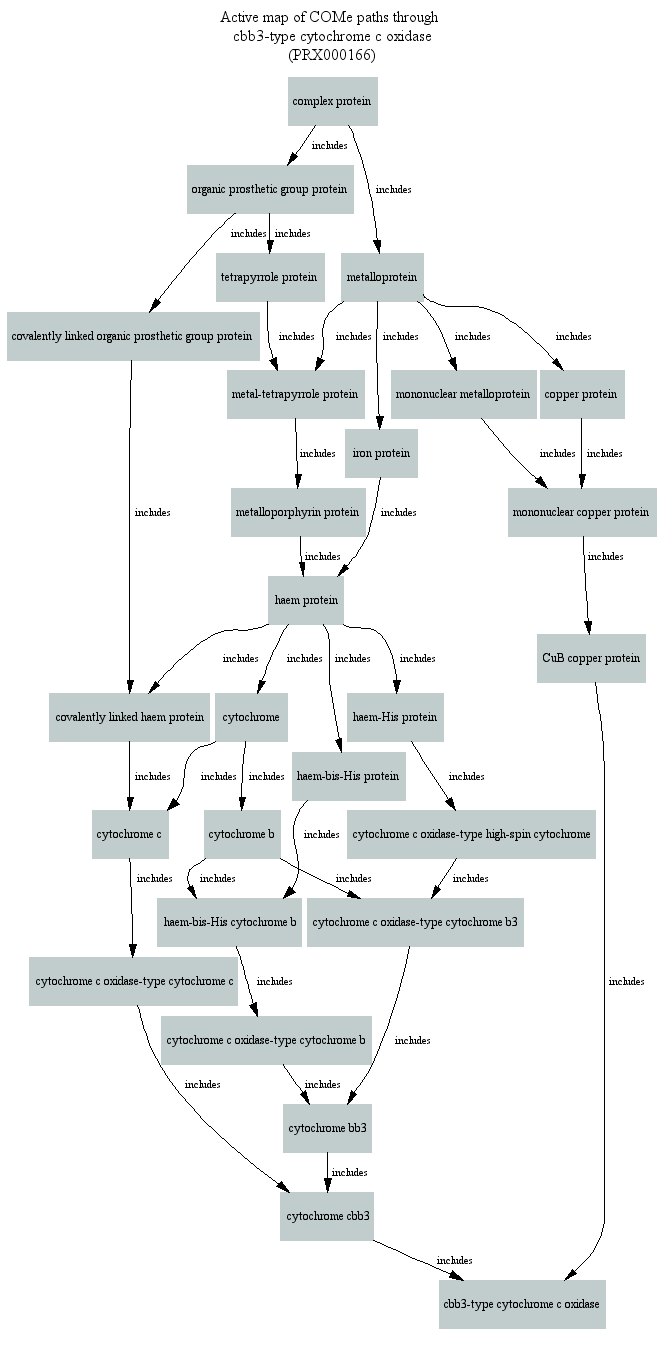 Active map of COMe paths through
cbb3-type cytochrome c oxidase
(PRX000166)
complex protein
includes
organic prosthetic group protein
includes
includes includes
tetrapyrrole protein
metalloprotein
covalently linked organic prosthetic group protein
includes
includes
includes
includes
includes
metal-tetrapyrrole protein
mononuclear metalloprotein
copper protein
iron protein
includes
includes
includes
includes
metalloporphyrin protein
includes
mononuclear copper protein
includes
includes
haem protein
includes
includes
includes
includes
CuB copper protein
covalently linked haem protein
cytochrome
haem-His protein
includes
includes
includes
haem-bis-His protein
includes
cytochrome c
cytochrome b
includes
cytochrome c oxidase-type high-spin cytochrome
includes
includes
includes
includes
haem-bis-His cytochrome b
cytochrome c oxidase-type cytochrome b3
cytochrome c oxidase-type cytochrome c
includes
includes
cytochrome c oxidase-type cytochrome b
includes
includes
includes
cytochrome bb3
includes
cytochrome cbb3
includes
cbb3-type cytochrome c oxidase